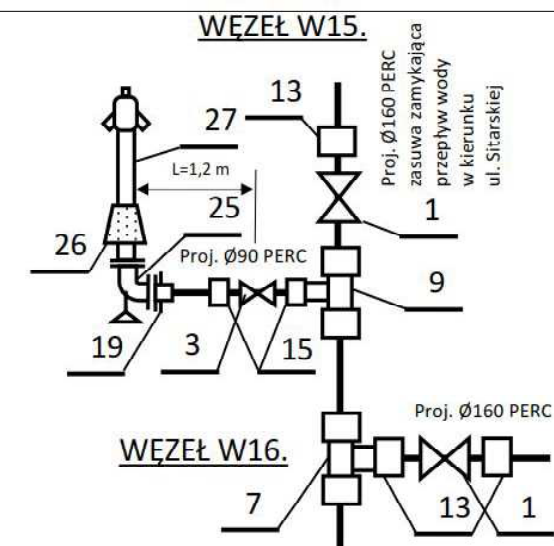 WĘZEŁ W15.
13
Proj. Ø160 PERC
zasuwa zamykająca
przepływ wody
w kierunku
ul. Sitarskiej
27
L=1,2 m
25
1
26
Proj. Ø90 PERC
9
19
3
15
Proj. Ø160 PERC
WĘZEŁ W16.
7
13
1